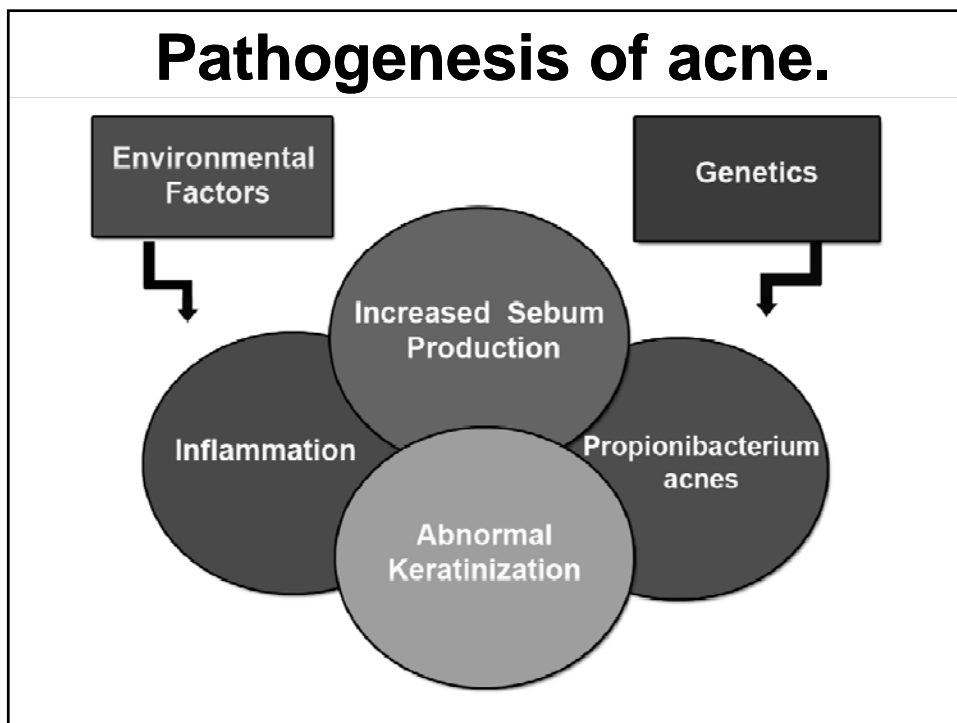 Pathogenesis of acne.
Environmental
Factors
Genetics
Increased Sebum
Production
Inflammation
Propionibacterium
acnes
Abnormal
Keratinization